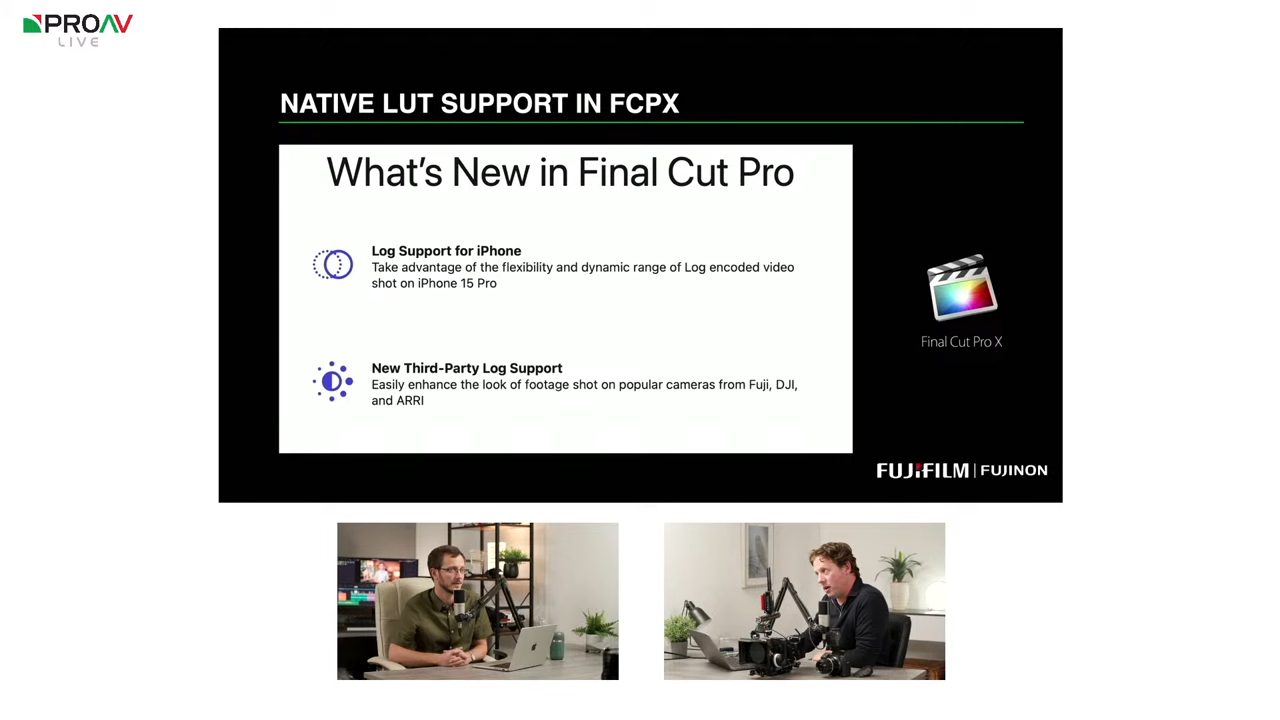 PROAV
LIVE
NATIVE LUT SUPPORT IN FCPX
What's New in Final Cut Pro
Log Support for iPhone
Take advantage of the flexibility and dynamic range of Log encoded video
shot on iPhone 15 Pro
New Third-Party Log Support
Easily enhance the look of footage shot on popular cameras from Fuji, DJI,
and ARRI
Final Cut Pro X
FUJIFILM | FUJINON